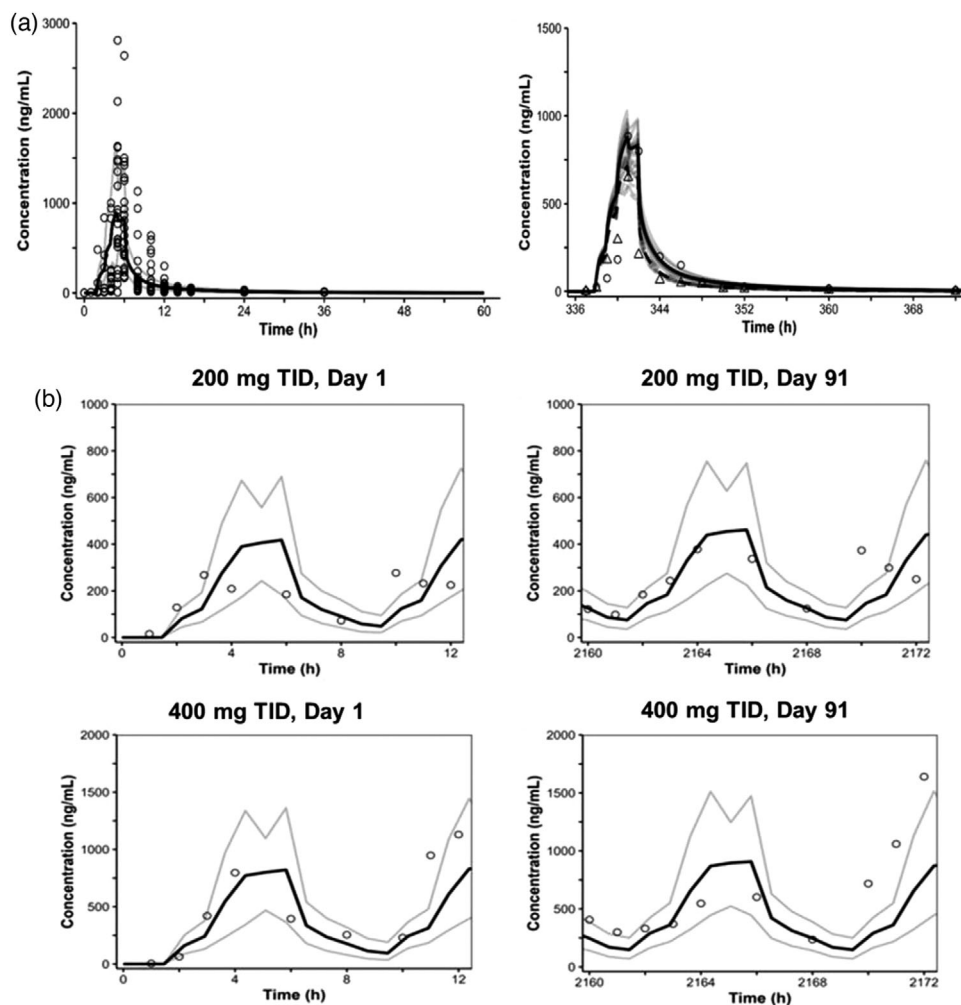 (a)
3000
2000
1000
0
Concentration (ng/mL)
0 12 24 36 48 60
Time (h)
1500
1000
500
0
Concentration (ng/mL)
336 344 352 360 368
Time (h)
(b)
200 mg TID, Day 1
1000
800
600
400
200
0
Concentration (ng/mL)
0 4 8 12
Time (h)
200 mg TID, Day 91
1000
800
600
400
200
0
Concentration (ng/mL)
2160 2164 2168 2172
Time (h)
400 mg TID, Day 1
2000
1500
1000
500
0
Concentration (ng/mL)
0 4 8 12
Time (h)
400 mg TID, Day 91
2000
1500
1000
500
0
Concentration (ng/mL)
2160 2164 2168 2172
Time (h)